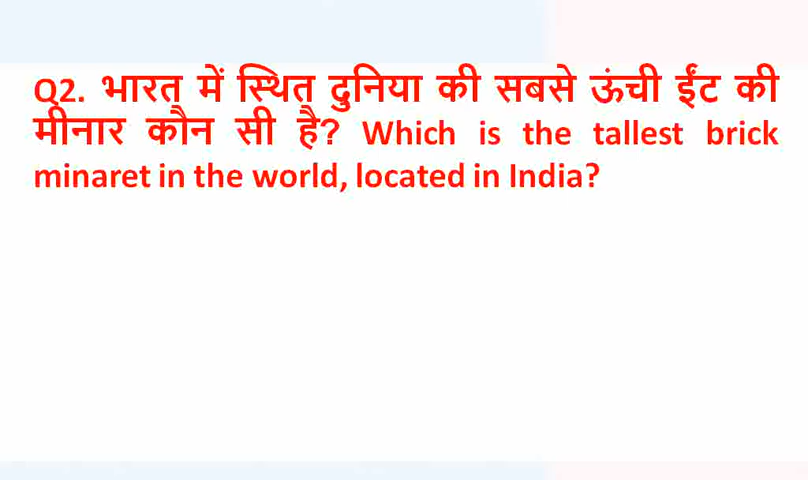 Q2. भारत में स्थित दुनिया की सबसे ऊंची ईंट की
मीनार कौन सी है? Which is the tallest brick
minaret in the world, located in India?